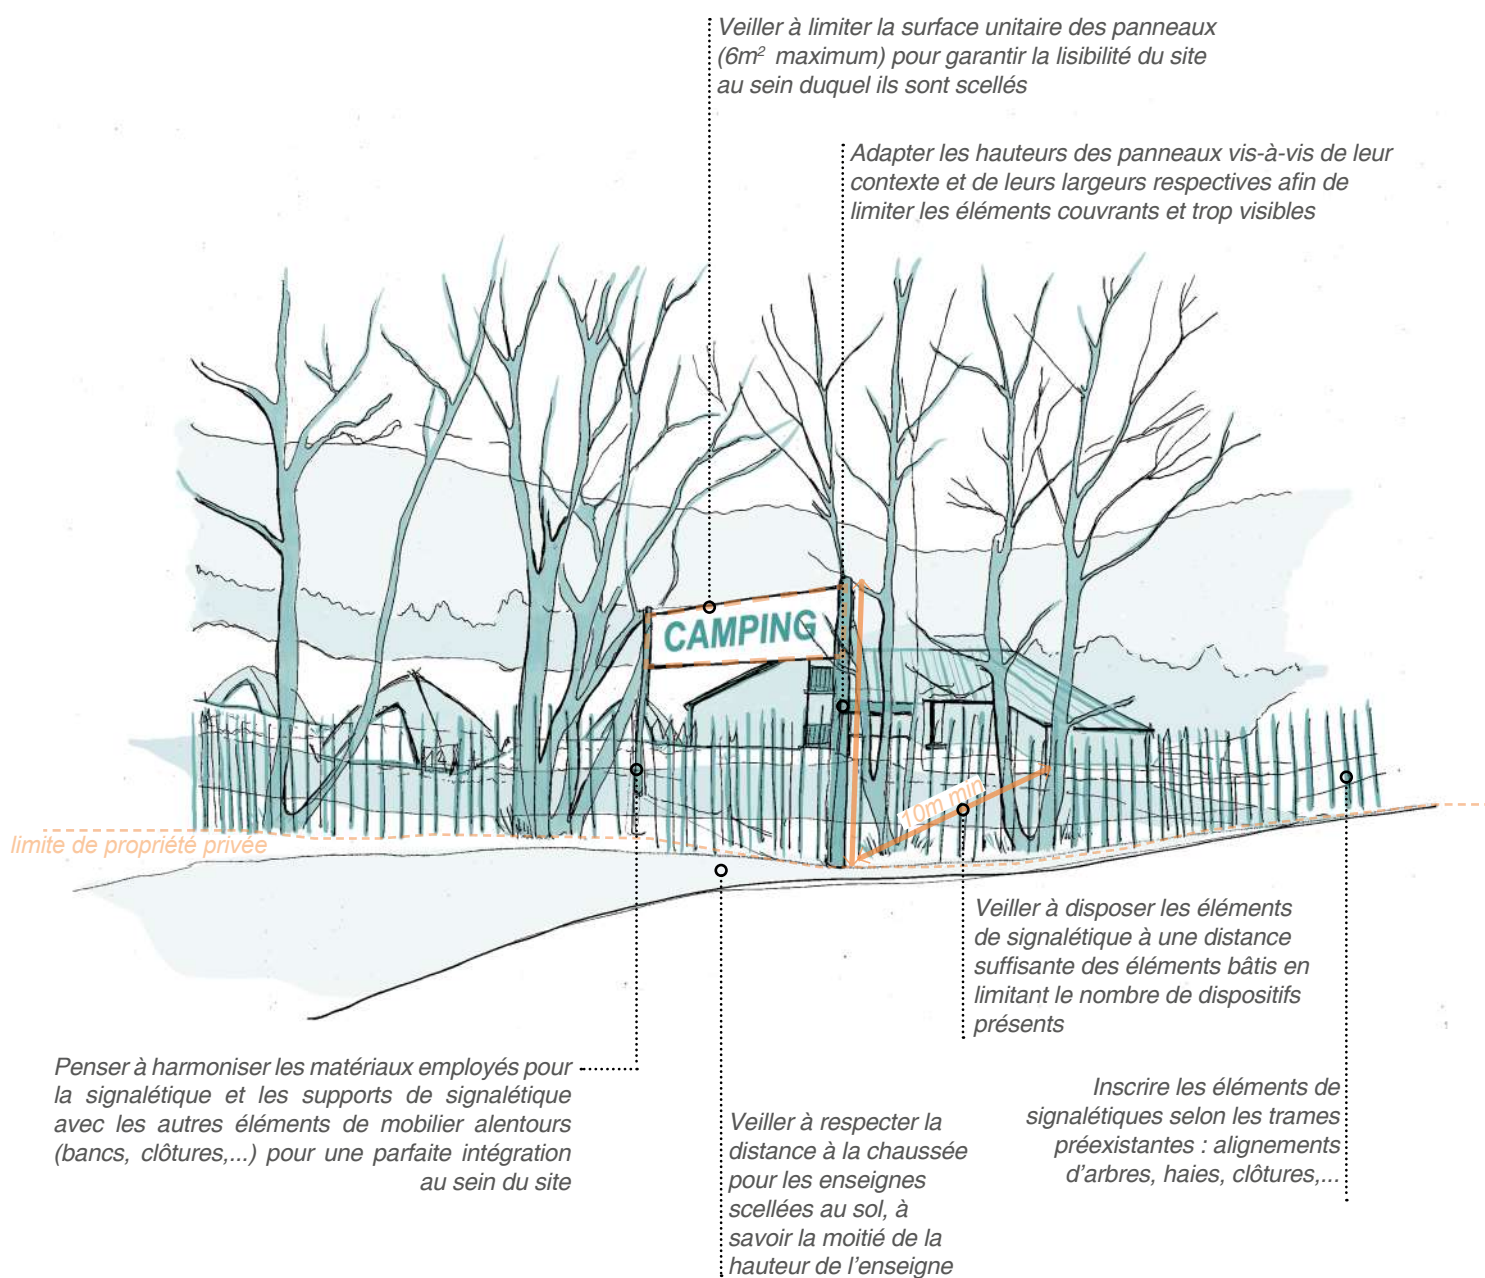 Veiller à limiter la surface unitaire des panneaux
(6m² maximum) pour garantir la lisibilité du site
au sein duquel ils sont scellés
Adapter les hauteurs des panneaux vis-à-vis de leur
contexte et de leurs largeurs respectives afin de
limiter les éléments couvrants et trop visibles
CAMPING
10m min
limite de propriété privée
Veiller à disposer les éléments
de signalétique à une distance
suffisante des éléments bâtis en
limitant le nombre de dispositifs
présents
Penser à harmoniser les matériaux employés pour
la signalétique et les supports de signalétique
avec les autres éléments de mobilier alentours
(bancs, clôtures,...) pour une parfaite intégration
au sein du site
Veiller à respecter la
distance à la chaussée
pour les enseignes
scellées au sol, à
savoir la moitié de la
hauteur de l'enseigne
Inscrire les éléments de
signalétiques selon les trames
préexistantes : alignements
d'arbres, haies, clôtures,...